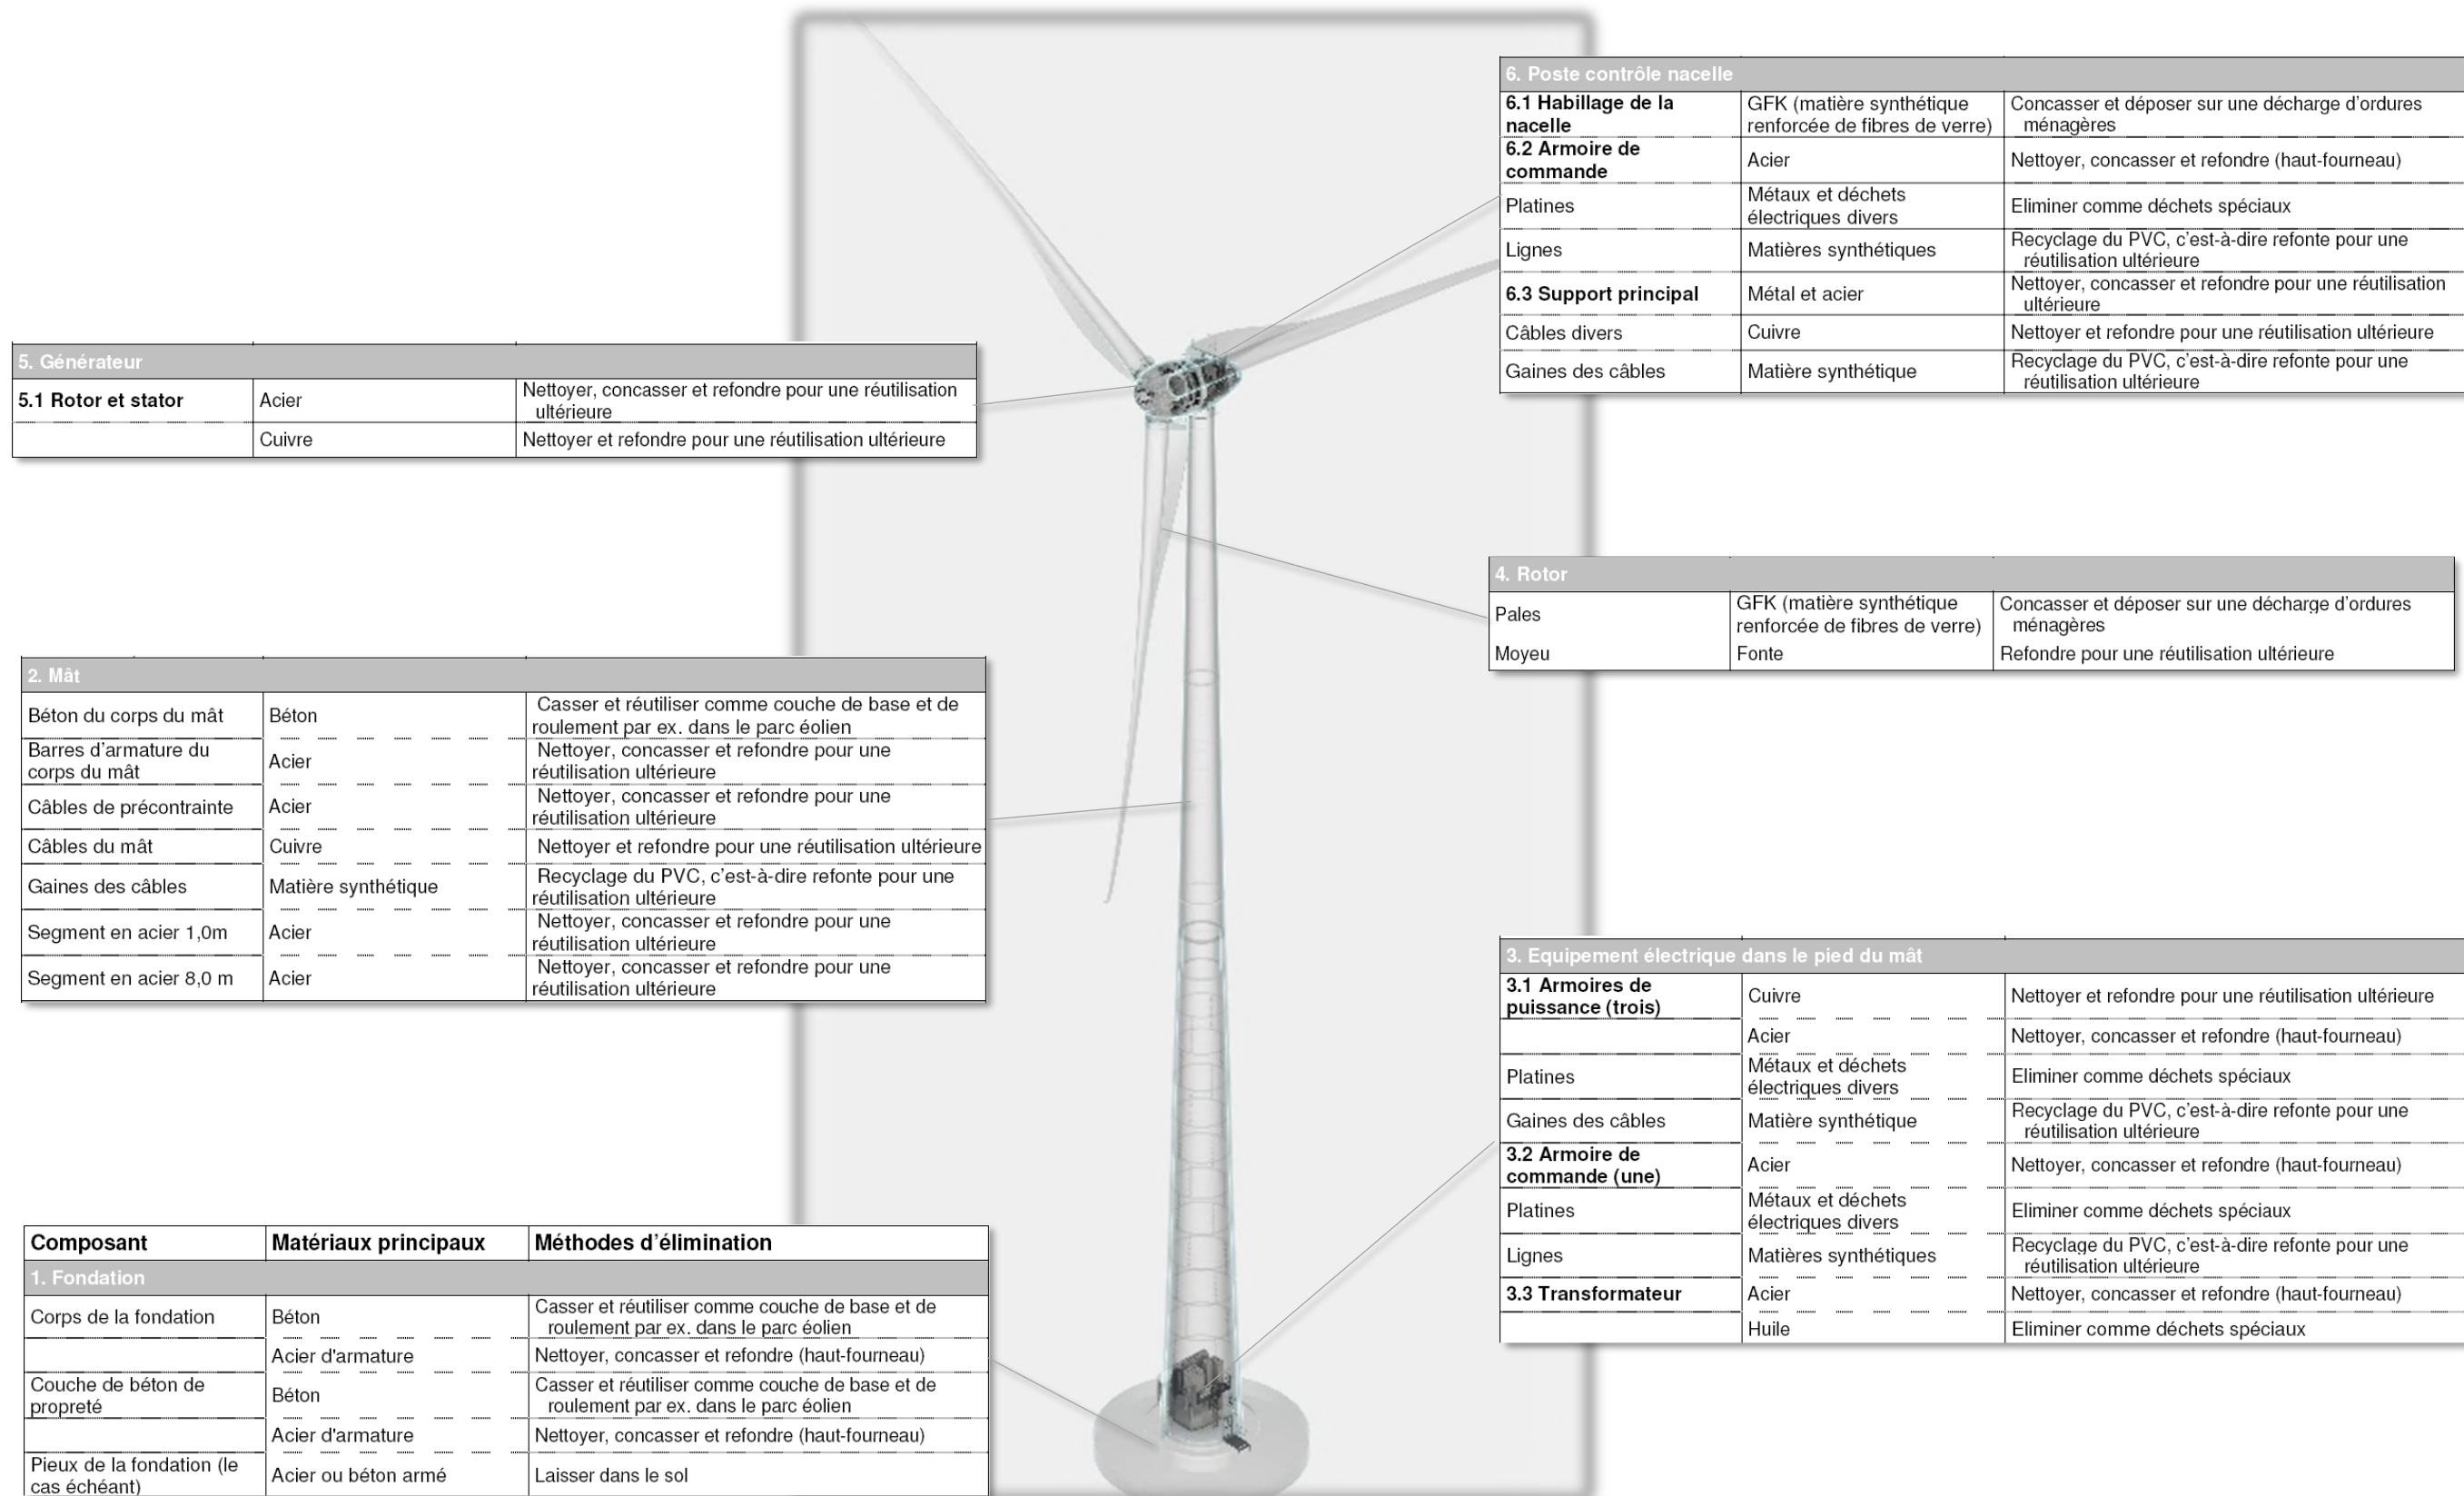 6. Poste contrôle nacelle
6.1 Habillage de la nacelle GFK (matière synthétique renforcée de fibres de verre) Concasser et déposer sur une décharge d'ordures ménagères
6.2 Armoire de commande Acier Nettoyer, concasser et refondre (haut-fourneau)
Platines Métaux et déchets électriques divers Eliminer comme déchets spéciaux
Lignes Matières synthétiques Recyclage du PVC, c'est-à-dire refonte pour une réutilisation ultérieure
6.3 Support principal Métal et acier Nettoyer, concasser et refondre pour une réutilisation ultérieure
Câbles divers Cuivre Nettoyer et refondre pour une réutilisation ultérieure
Gaines des câbles Matière synthétique Recyclage du PVC, c'est-à-dire refonte pour une réutilisation ultérieure
5. Générateur
5.1 Rotor et stator Acier Nettoyer, concasser et refondre pour une réutilisation ultérieure
Cuivre Nettoyer et refondre pour une réutilisation ultérieure
4. Rotor
Pales GFK (matière synthétique renforcée de fibres de verre) Concasser et déposer sur une décharge d'ordures ménagères
Moyeu Fonte Refondre pour une réutilisation ultérieure
2. Mât
Béton du corps du mât Béton Casser et réutiliser comme couche de base et de roulement par ex. dans le parc éolien
Barres d'armature du corps du mât Acier Nettoyer, concasser et refondre pour une réutilisation ultérieure
Câbles de précontrainte Acier Nettoyer, concasser et refondre pour une réutilisation ultérieure
Câbles du mât Cuivre Nettoyer et refondre pour une réutilisation ultérieure
Gaines des câbles Matière synthétique Recyclage du PVC, c'est-à-dire refonte pour une réutilisation ultérieure
Segment en acier 1,0m Acier Nettoyer, concasser et refondre pour une réutilisation ultérieure
Segment en acier 8,0 m Acier Nettoyer, concasser et refondre pour une réutilisation ultérieure
3. Equipement électrique dans le pied du mât
3.1 Armoires de puissance (trois) Cuivre Nettoyer et refondre pour une réutilisation ultérieure
Acier Nettoyer, concasser et refondre (haut-fourneau)
Platines Métaux et déchets électriques divers Eliminer comme déchets spéciaux
Gaines des câbles Matière synthétique Recyclage du PVC, c'est-à-dire refonte pour une réutilisation ultérieure
3.2 Armoire de commande (une) Acier Nettoyer, concasser et refondre (haut-fourneau)
Platines Métaux et déchets électriques divers Eliminer comme déchets spéciaux
Lignes Matières synthétiques Recyclage du PVC, c'est-à-dire refonte pour une réutilisation ultérieure
3.3 Transformateur Acier Nettoyer, concasser et refondre (haut-fourneau)
Huile Eliminer comme déchets spéciaux
Composant Matériaux principaux Méthodes d'élimination
1. Fondation
Corps de la fondation Béton Casser et réutiliser comme couche de base et de roulement par ex. dans le parc éolien
Acier d'armature Nettoyer, concasser et refondre (haut-fourneau)
Couche de béton de propreté Béton Casser et réutiliser comme couche de base et de roulement par ex. dans le parc éolien
Acier d'armature Nettoyer, concasser et refondre (haut-fourneau)
Pieux de la fondation (le cas échéant) Acier ou béton armé Laisser dans le sol